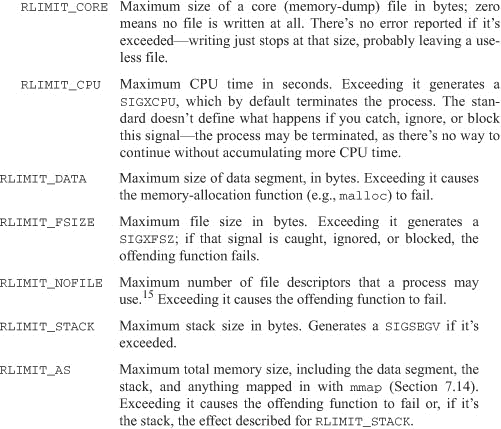 RLIMIT_CORE Maximum size of a core (memory-dump) file in bytes; zero
means no file is written at all. There's no error reported if it's
exceeded—writing just stops at that size, probably leaving a use-
less file.
RLIMIT_CPU Maximum CPU time in seconds. Exceeding it generates a
SIGXCPU, which by default terminates the process. The stan-
dard doesn't define what happens if you catch, ignore, or block
this signal—the process may be terminated, as there's no way to
continue without accumulating more CPU time.
RLIMIT_DATA Maximum size of data segment, in bytes. Exceeding it causes
the memory-allocation function (e.g., malloc) to fail.
RLIMIT_FSIZE Maximum file size in bytes. Exceeding it generates a
SIGXFSZ; if that signal is caught, ignored, or blocked, the
offending function fails.
RLIMIT_NOFILE Maximum number of file descriptors that a process may
use.15 Exceeding it causes the offending function to fail.
RLIMIT_STACK Maximum stack size in bytes. Generates a SIGSEGV if it's
exceeded.
RLIMIT_AS Maximum total memory size, including the data segment, the
stack, and anything mapped in with mmap (Section 7.14).
Exceeding it causes the offending function to fail or, if it's
the stack, the effect described for RLIMIT_STACK.